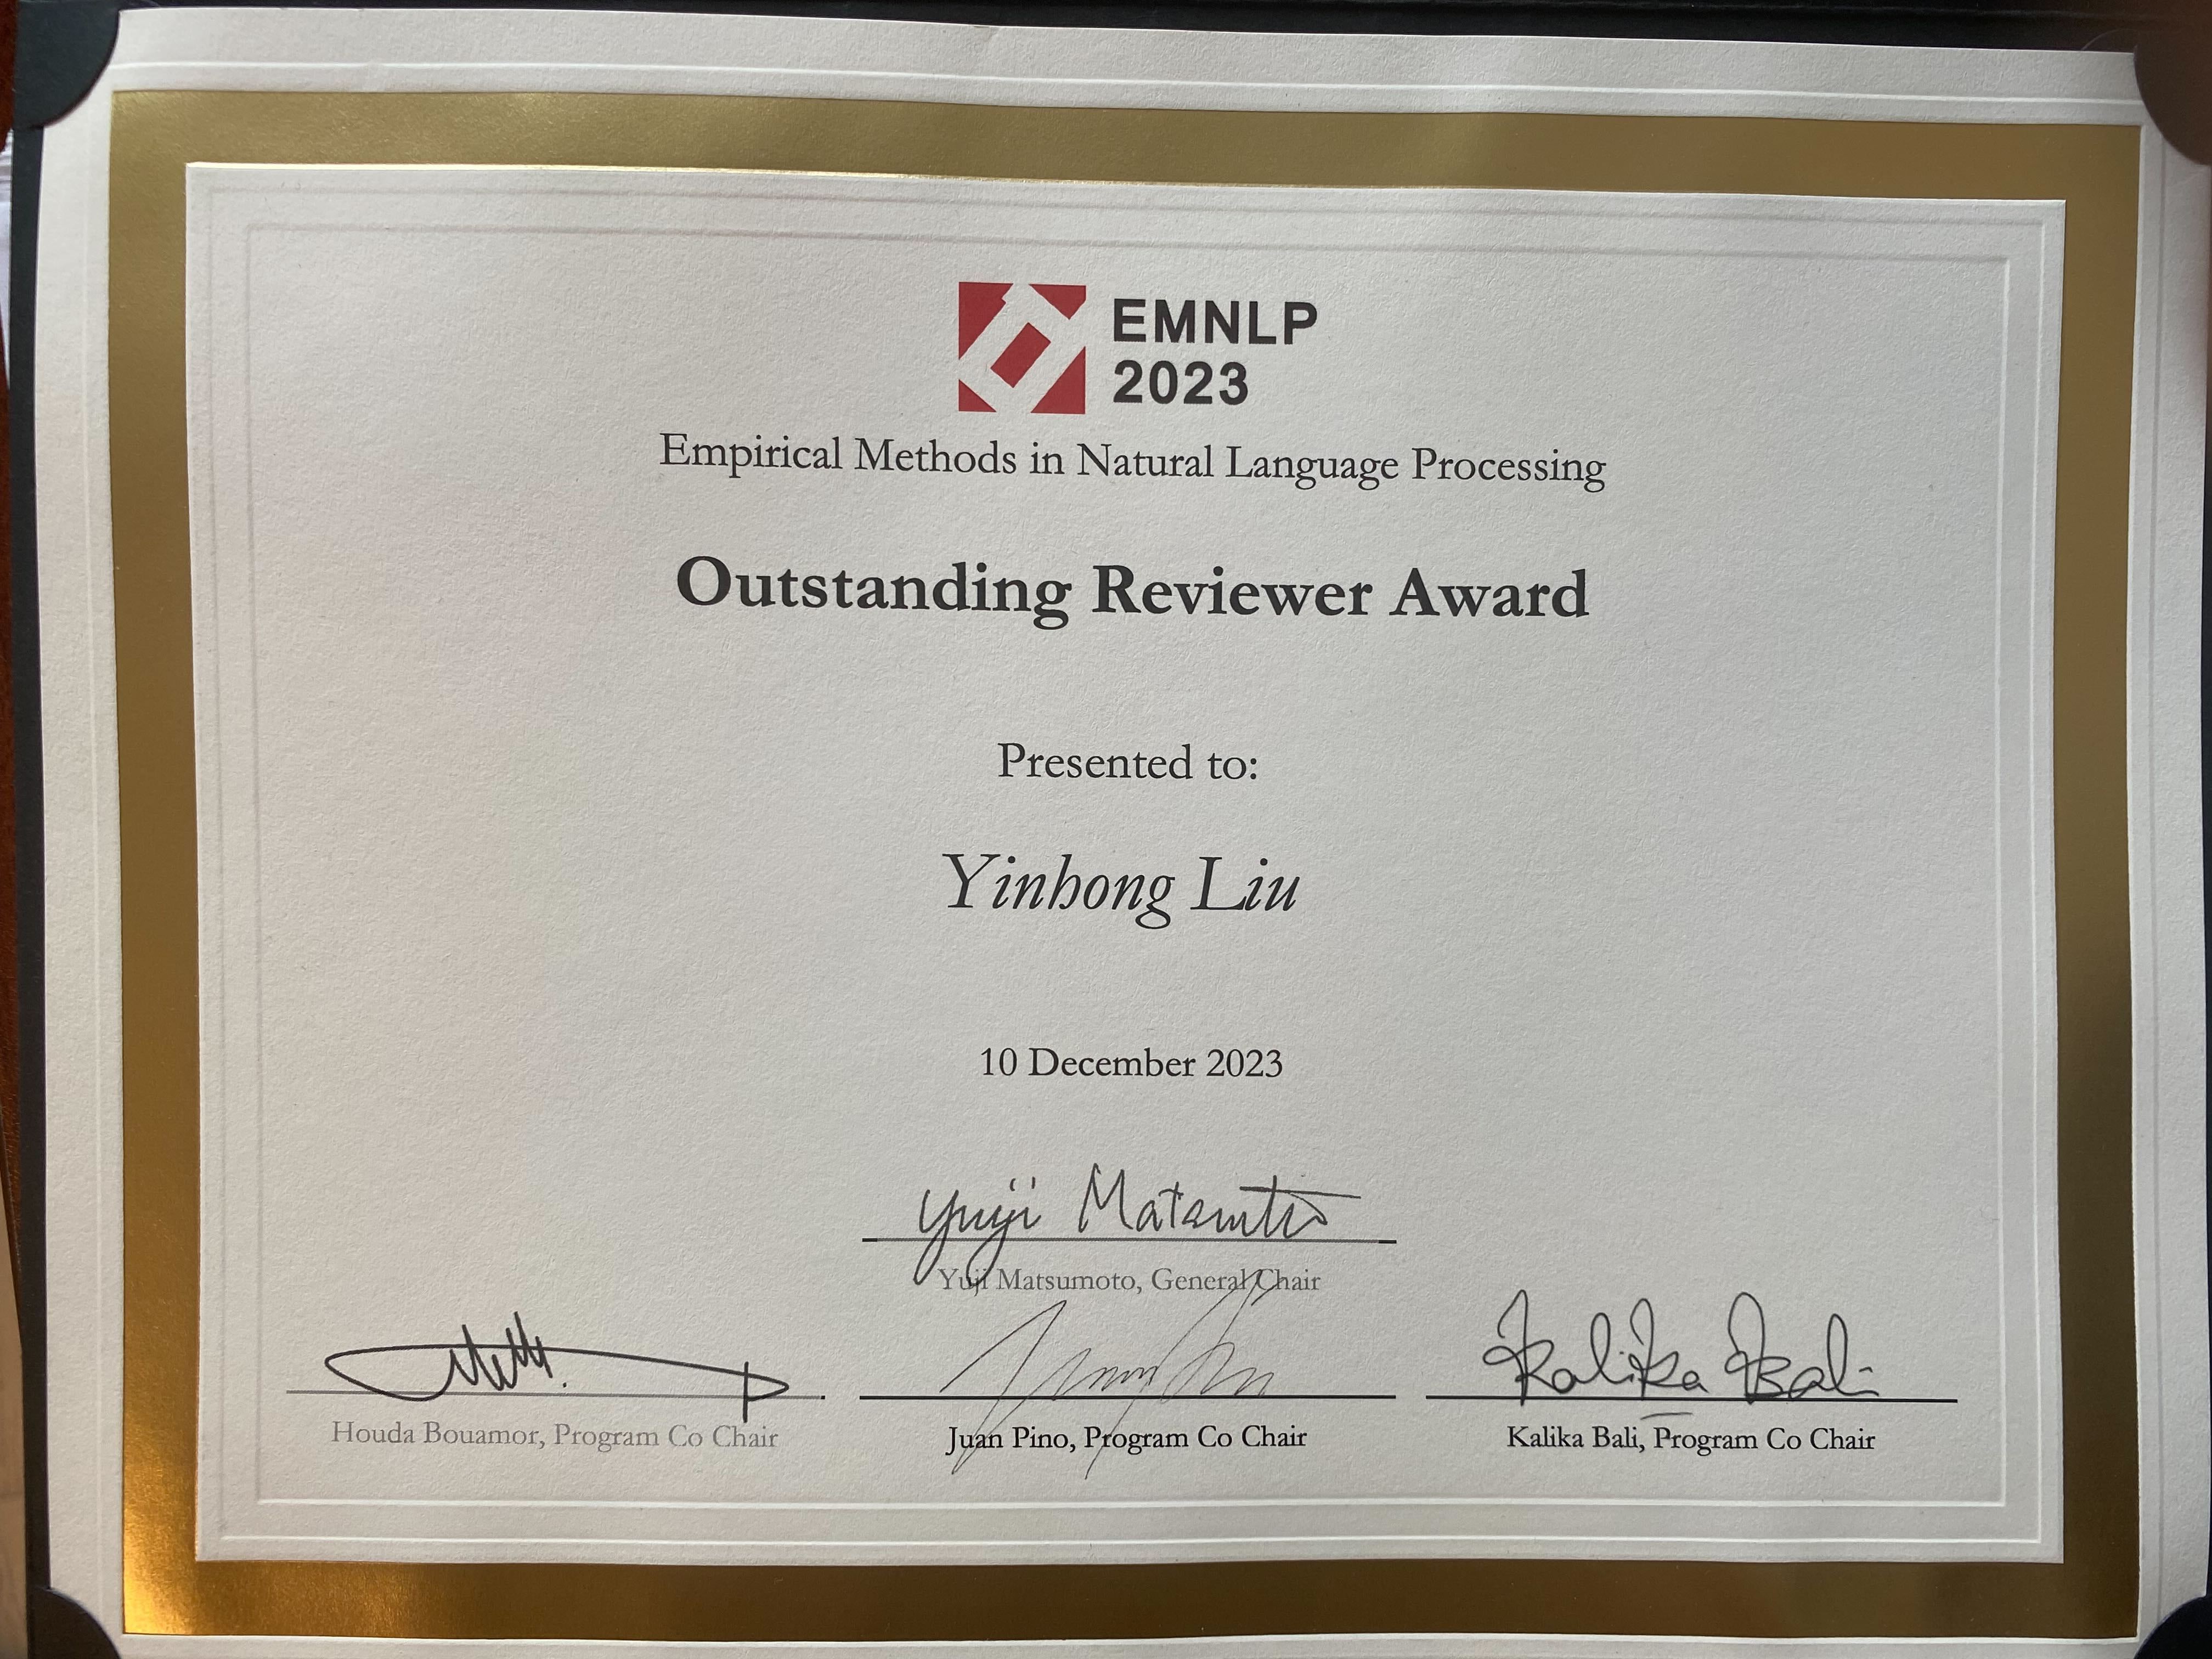 EMNLP
2023
Empirical Methods in Natural Language Processing
Outstanding Reviewer Award
Presented to:
Yinhong Liu
10 December 2023
Yuji Matsumoto
Yuji Matsumoto, General Chair
Kalika Bali
Houda Bouamor, Program Co Chair
Juan Pino, Program Co Chair
Kalika Bali, Program Co Chair